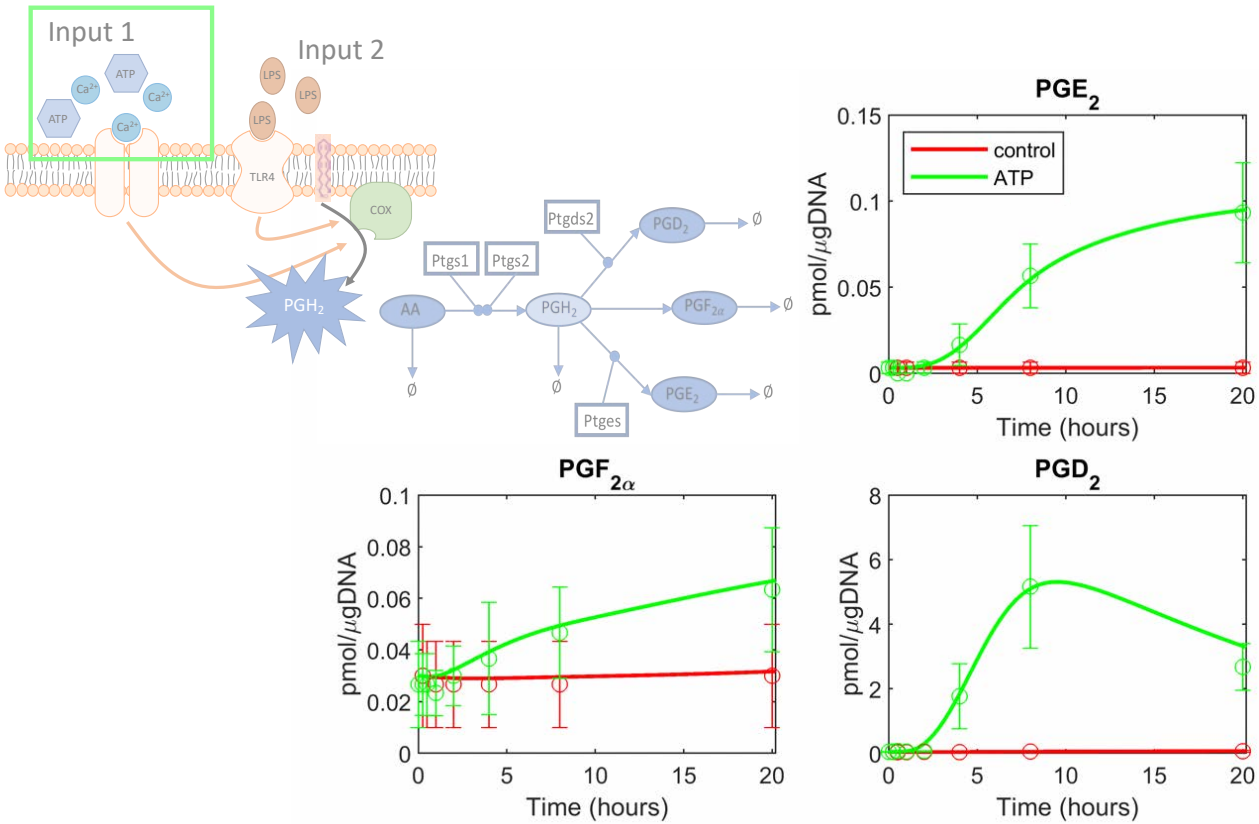 Input 1
Input 2
ATP
Ca²⁺
Ca²⁺
ATP
Ca²⁺
LPS
LPS
LPS
TLR4
COX
PGH₂
Ptgs1
Ptgs2
Ptgds2
AA
PGH₂
PGD₂
PGF₂α
PGE₂
Ptges
Ø
Ø
Ø
Ø
Ø
PGE₂
control
ATP
pmol/μgDNA
0.15
0.1
0.05
0
0 5 10 15 20
Time (hours)
PGF₂α
pmol/μgDNA
0.1
0.08
0.06
0.04
0.02
0
0 5 10 15 20
Time (hours)
PGD₂
pmol/μgDNA
8
6
4
2
0
0 5 10 15 20
Time (hours)